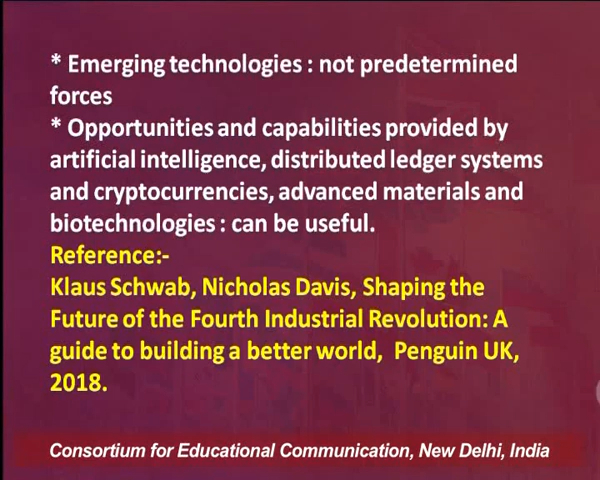 * Emerging technologies : not predetermined
forces
* Opportunities and capabilities provided by
artificial intelligence, distributed ledger systems
and cryptocurrencies, advanced materials and
biotechnologies : can be useful.
Reference:-
Klaus Schwab, Nicholas Davis, Shaping the
Future of the Fourth Industrial Revolution: A
guide to building a better world,  Penguin UK,
2018.
Consortium for Educational Communication, New Delhi, India